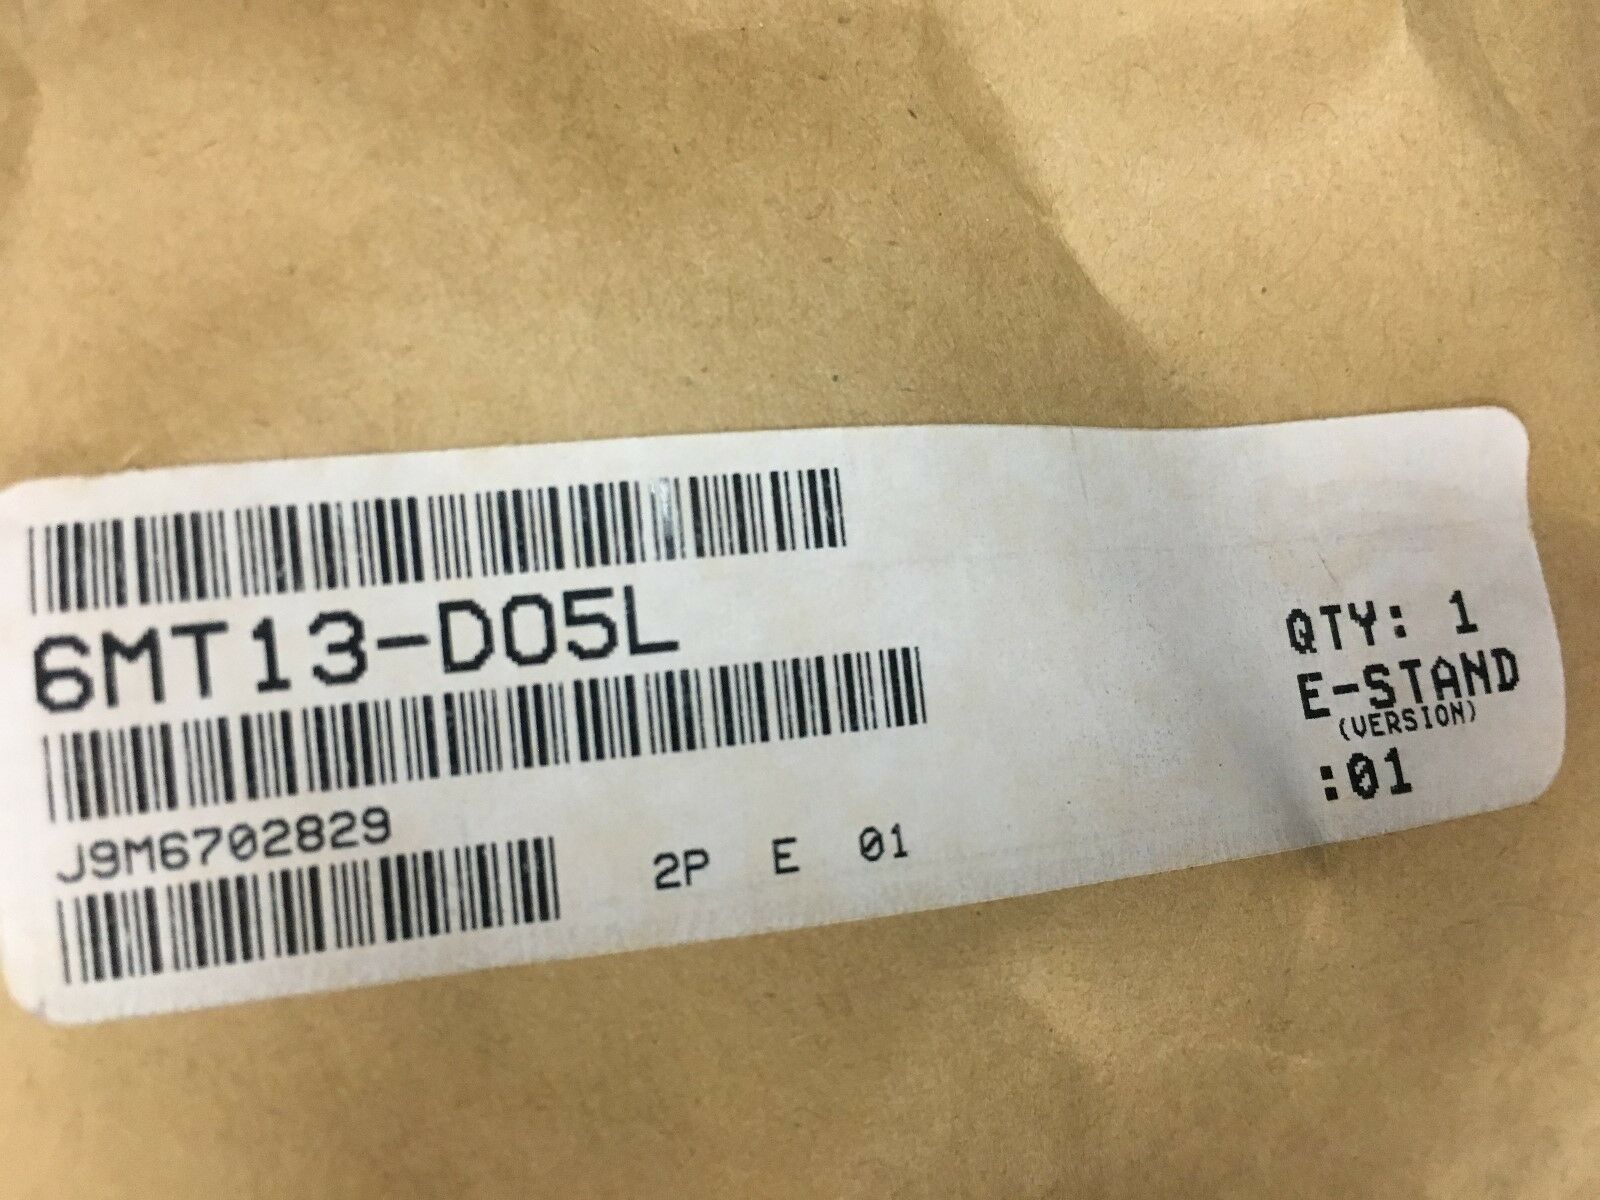 6MT13-D05L
J9M6702829
2P E 01
QTY: 1
E-STAND
(VERSION)
:01